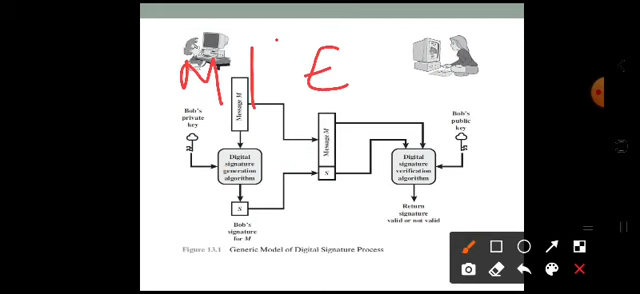 M I E
Message M
Bob's
private
key
Digital
signature
generation
algorithm
S
Bob's
signature
for M
Message M
S
Bob's
public
key
Digital
signature
verification
algorithm
Return
signature
valid or not valid
Figure 13.1 Generic Model of Digital Signature Process